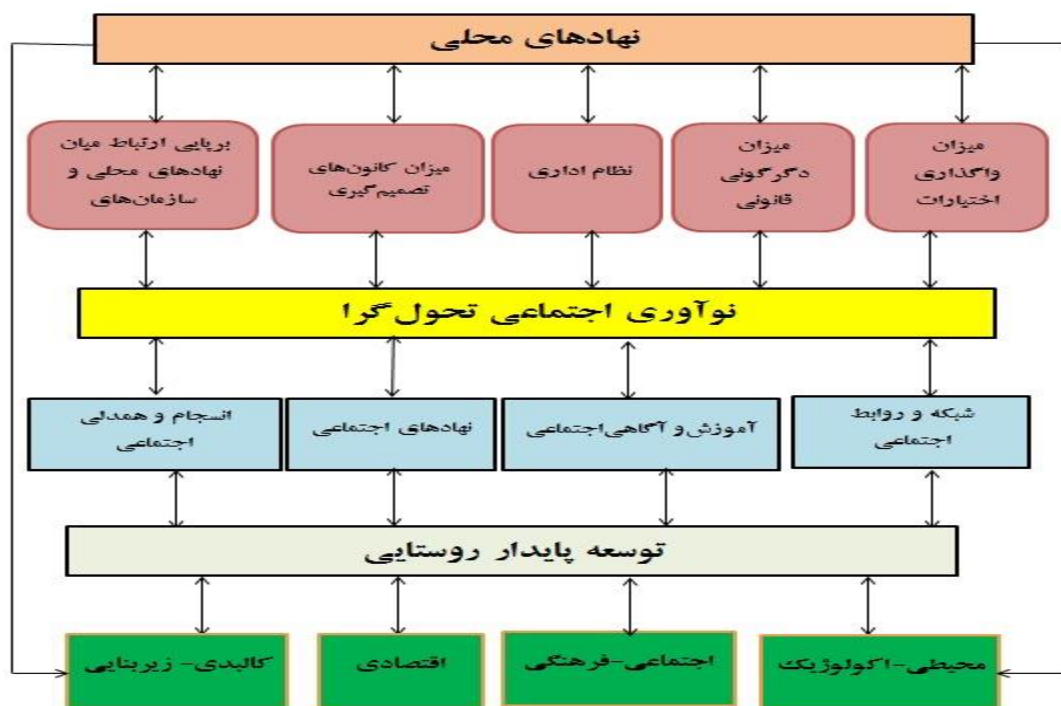 نهادهای محلی
میزان
واگذاری
اختیارات
میزان
دگرگونی
قانونی
نظام اداری
میزان کانون‌های
تصمیم‌گیری
برپایی ارتباط میان
نهادهای محلی و
سازمان‌های
نوآوری اجتماعی تحول‌گرا
شبکه و روابط
اجتماعی
آموزش و آگاهی اجتماعی
نهادهای اجتماعی
انسجام و همدلی
اجتماعی
توسعه پایدار روستایی
محیطی-اکولوژیک
اجتماعی-فرهنگی
اقتصادی
کالبدی- زیربنایی